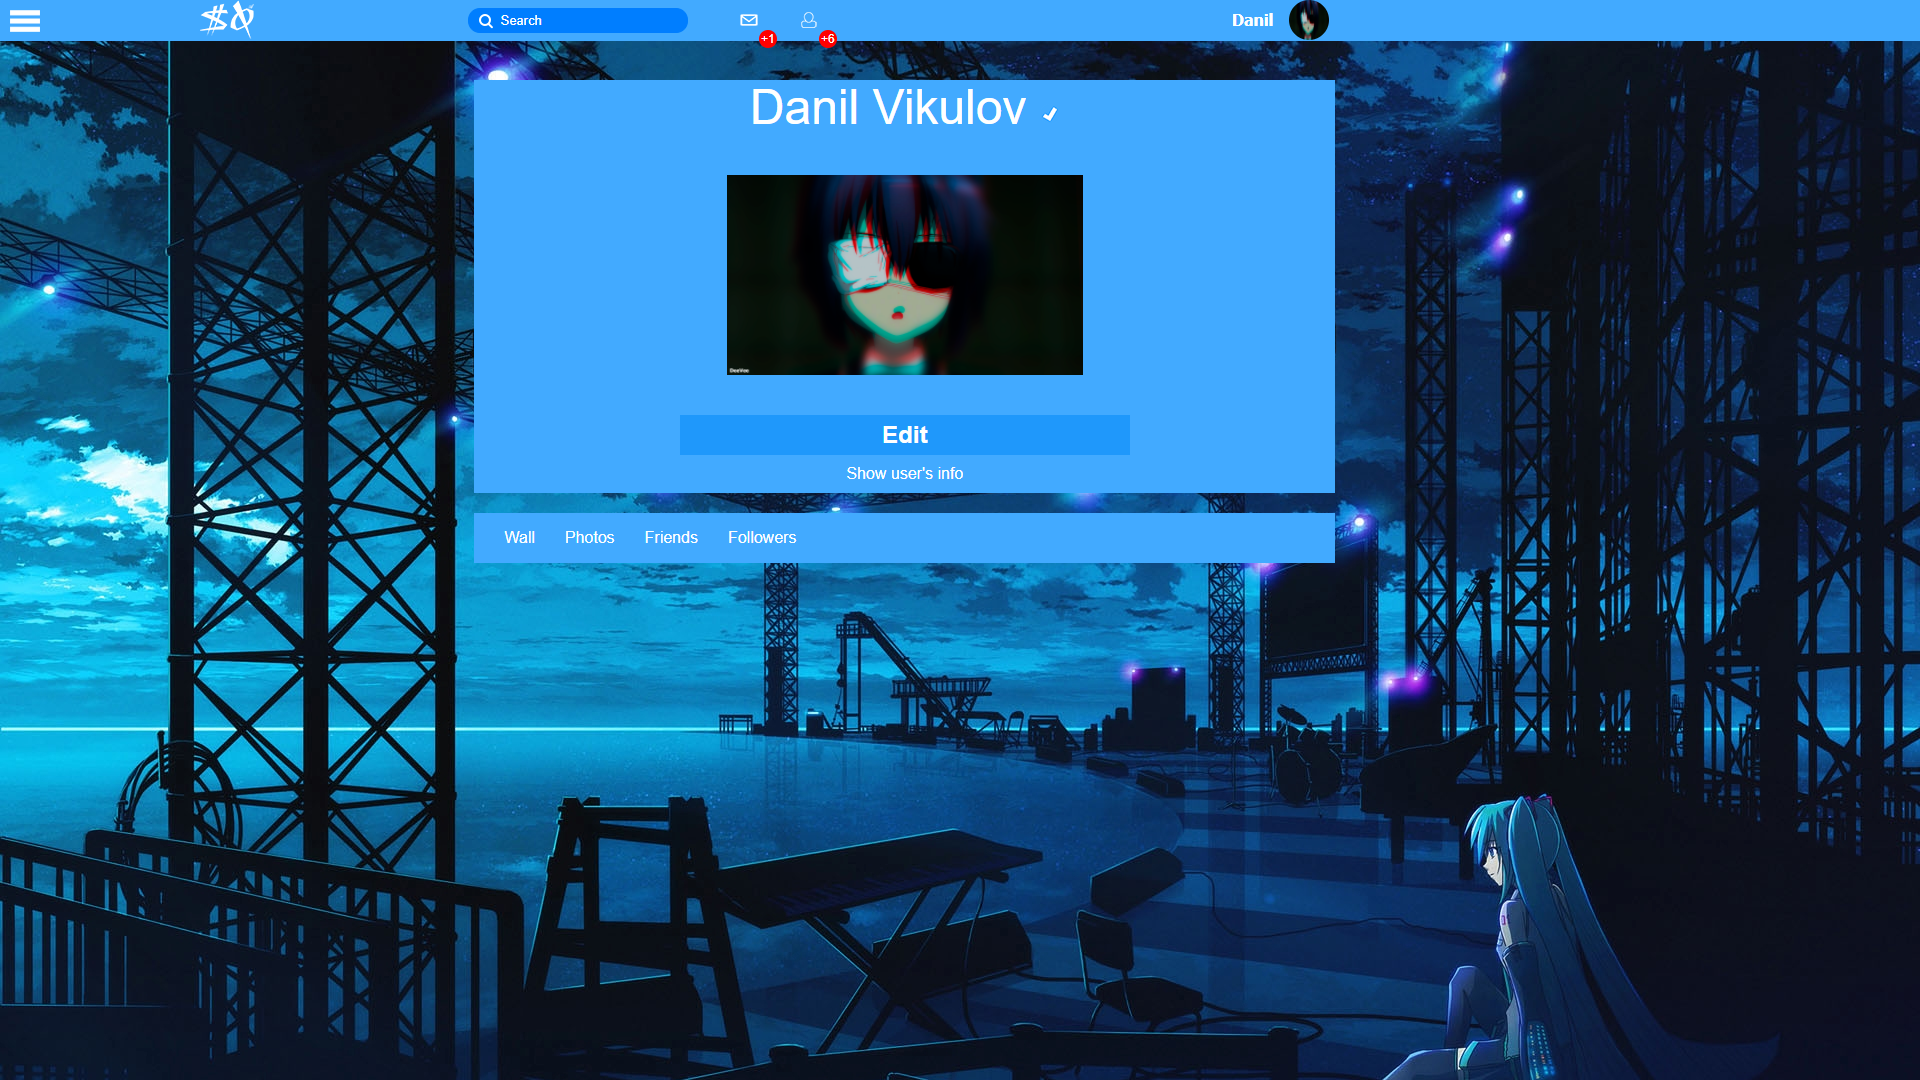 Search
+1
+6
Danil
Danil Vikulov
Edit
Show user's info
Wall
Photos
Friends
Followers